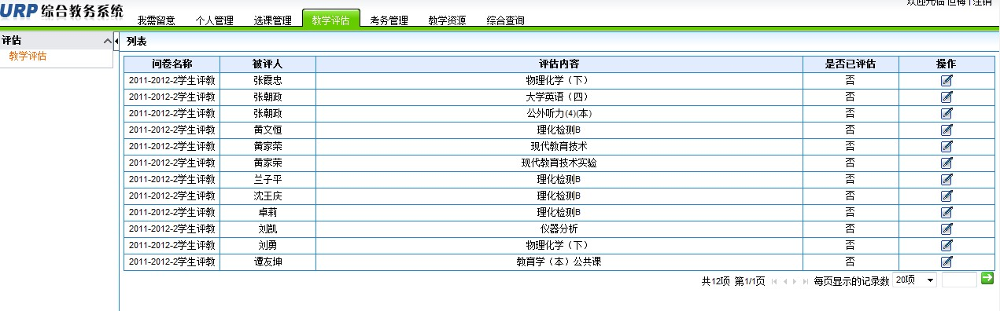 欢迎光临 但梅 | 注销
URP 综合教务系统
我需留意 个人管理 选课管理 教学评估 考务管理 教学资源 综合查询
评估
教学评估
列表
问卷名称 被评人 评估内容 是否已评估 操作
2011-2012-2学生评教 张霞忠 物理化学（下） 否
2011-2012-2学生评教 张朝政 大学英语（四） 否
2011-2012-2学生评教 张朝政 公外听力(4)(本) 否
2011-2012-2学生评教 黄文恒 理化检测B 否
2011-2012-2学生评教 黄家荣 现代教育技术 否
2011-2012-2学生评教 黄家荣 现代教育技术实验 否
2011-2012-2学生评教 兰子平 理化检测B 否
2011-2012-2学生评教 沈王庆 理化检测B 否
2011-2012-2学生评教 卓莉 理化检测B 否
2011-2012-2学生评教 刘凯 仪器分析 否
2011-2012-2学生评教 刘勇 物理化学（下） 否
2011-2012-2学生评教 谭友坤 教育学（本）公共课 否
共12项 第1/1页 每页显示的记录数 20项